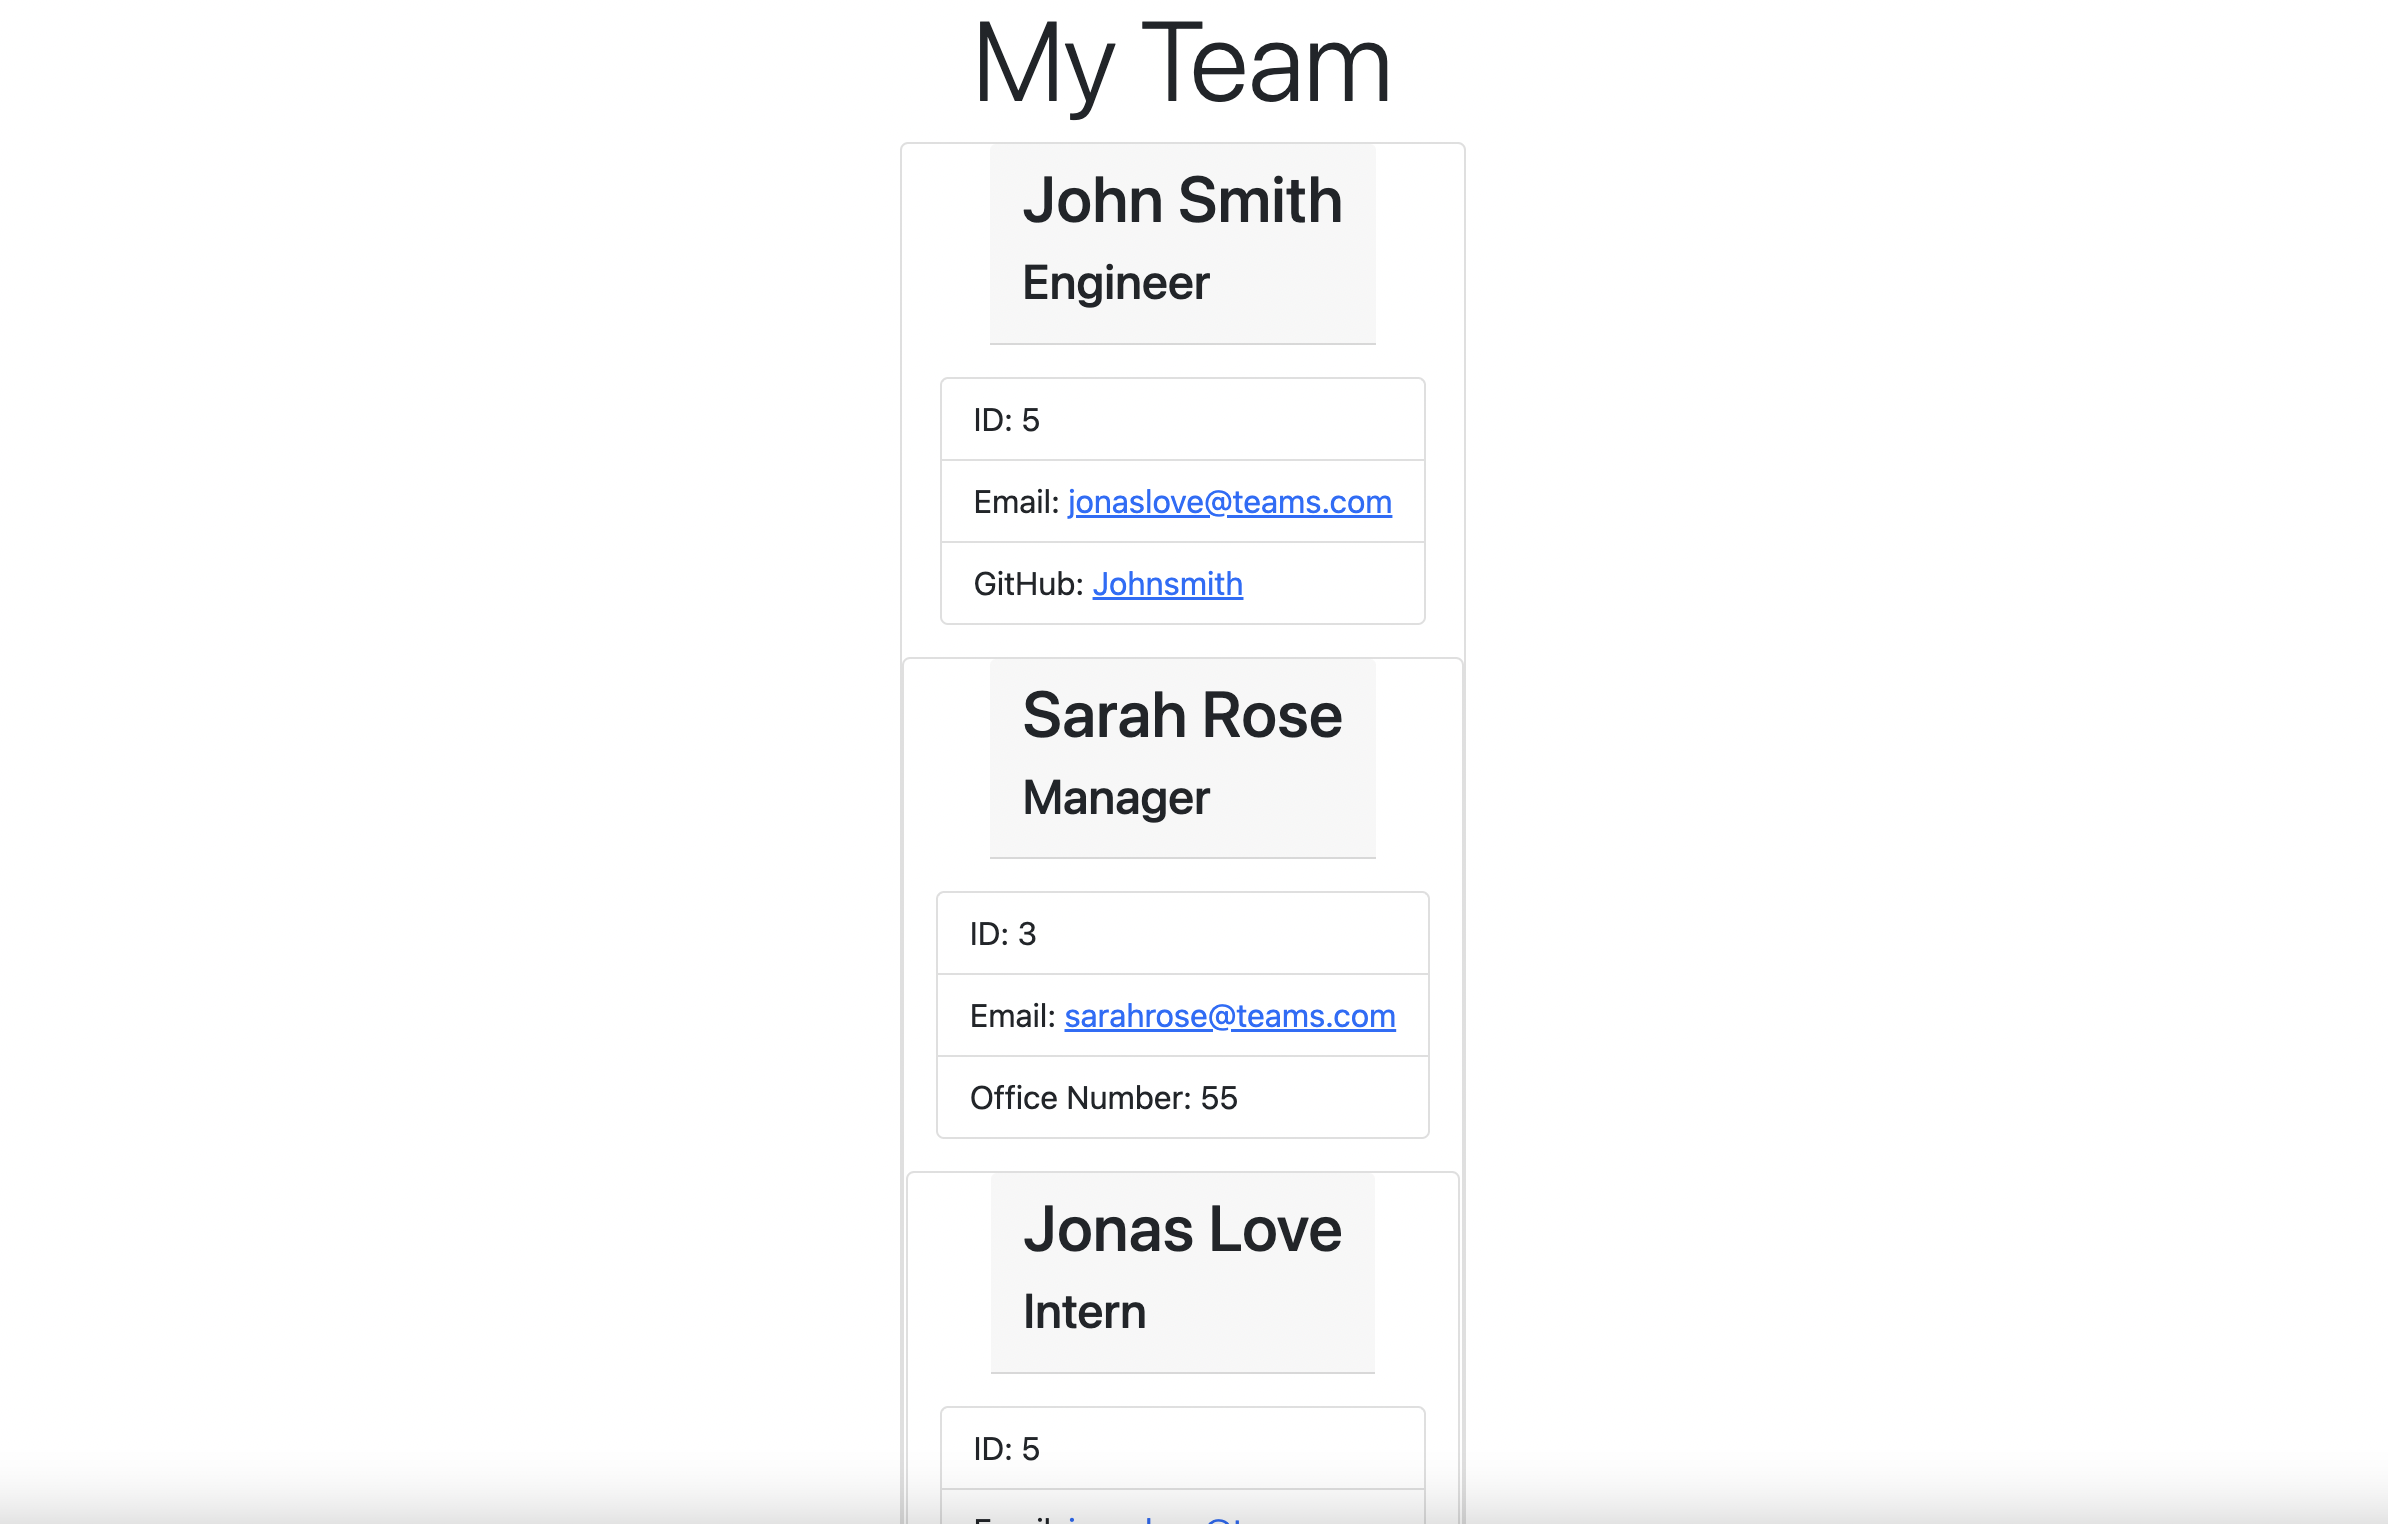 My Team
John Smith
Engineer
ID: 5
Email: jonaslove@teams.com
GitHub: Johnsmith
Sarah Rose
Manager
ID: 3
Email: sarahrose@teams.com
Office Number: 55
Jonas Love
Intern
ID: 5